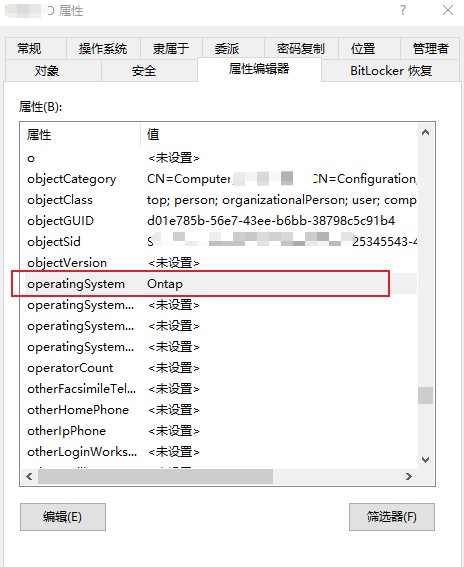 D 属性
? ×
常规 操作系统 隶属于 委派 密码复制 位置 管理者
对象 安全 属性编辑器 BitLocker 恢复
属性(B):
属性 值
o <未设置>
objectCategory CN=Computer, CN=Configuration,
objectClass top; person; organizationalPerson; user; comp
objectGUID d01e785b-56e7-43ee-b6bb-38798c5c91b4
objectSid S 25345543-4
objectVersion <未设置>
operatingSystem Ontap
operatingSystem... <未设置>
operatingSystem... <未设置>
operatingSystem... <未设置>
operatorCount <未设置>
otherFacsimileTel... <未设置>
otherHomePhone <未设置>
otherIpPhone <未设置>
otherLoginWorks... <未设置>
编辑(E) 筛选器(F)